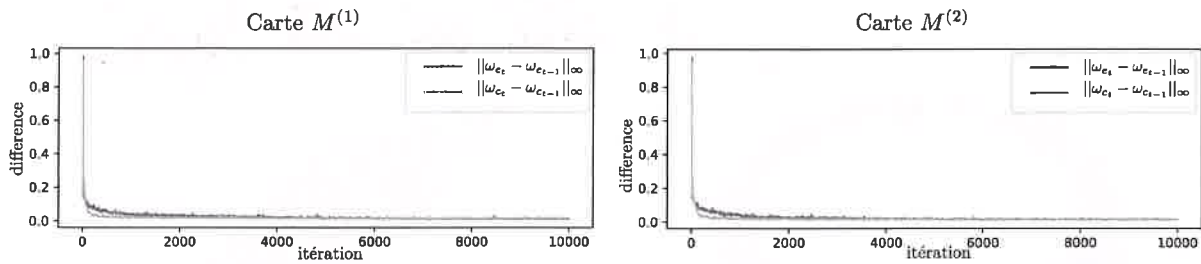 Carte M^(1)
1.0
0.8
0.6
0.4
0.2
0.0
difference
||ω_{e_t} − ω_{e_{t−1}}||_∞
||ω_{c_t} − ω_{c_{t−1}}||_∞
0 2000 4000 6000 8000 10000
itération
Carte M^(2)
1.0
0.8
0.6
0.4
0.2
0.0
difference
||ω_{e_t} − ω_{e_{t−1}}||_∞
||ω_{c_t} − ω_{c_{t−1}}||_∞
0 2000 4000 6000 8000 10000
itération